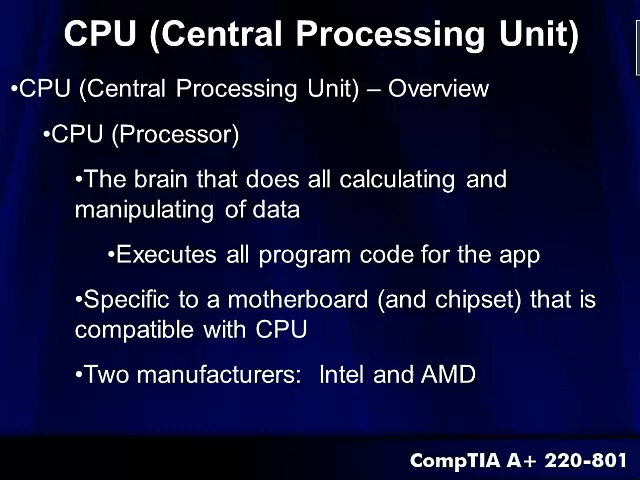 CPU (Central Processing Unit)
•CPU (Central Processing Unit) – Overview
•CPU (Processor)
•The brain that does all calculating and
manipulating of data
•Executes all program code for the app
•Specific to a motherboard (and chipset) that is
compatible with CPU
•Two manufacturers:  Intel and AMD
CompTIA A+ 220-801